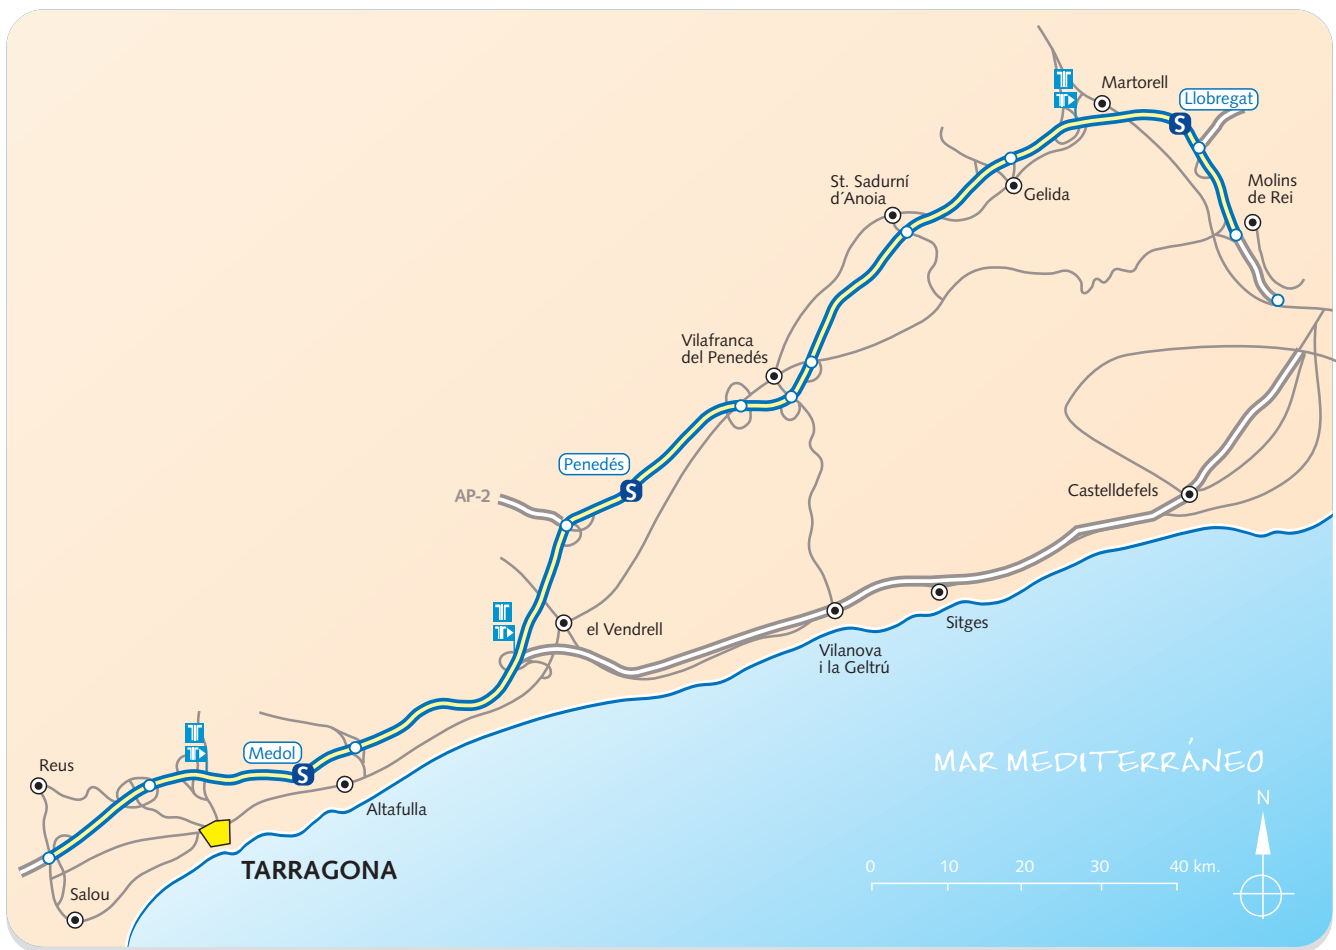 Martorell
Llobregat
St. Sadurní
d´Anoia
Molins
de Rei
Gelida
S
Vilafranca
del Penedés
Penedés
AP-2
S
Castelldefels
el Vendrell
Sitges
Vilanova
i la Geltrú
Medol
S
Reus
Altafulla
MAR MEDITERRÁNEO
N
TARRAGONA
0 10 20 30 40 km.
Salou